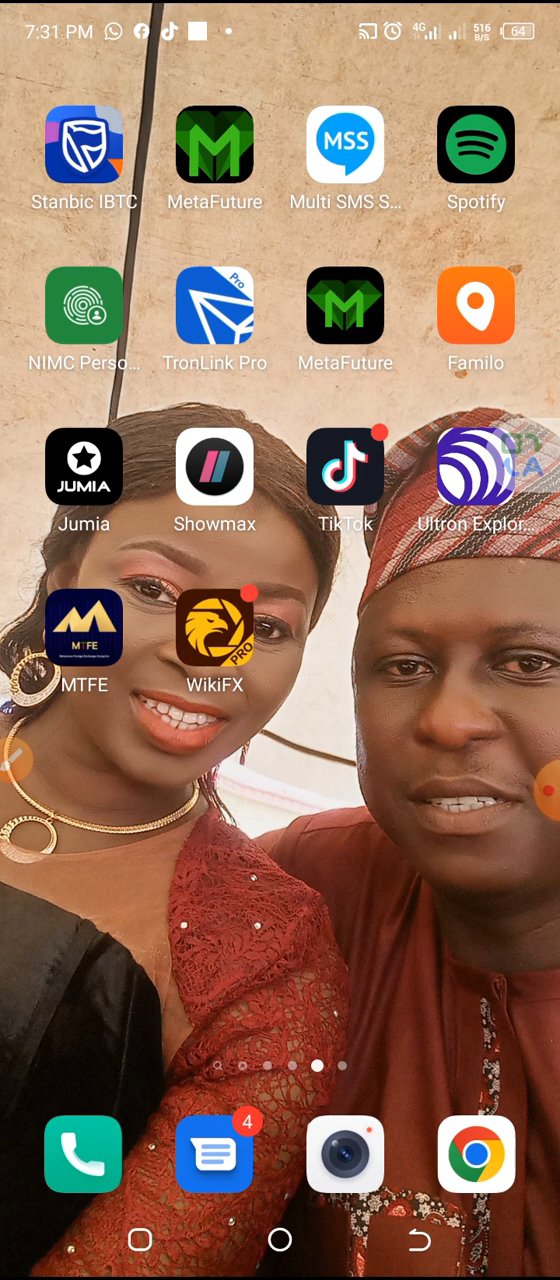 7:31 PM 4G 516 B/S 64
MSS
Stanbic IBTC MetaFuture Multi SMS S... Spotify
Pro
NIMC Perso... TronLink Pro MetaFuture Familo
JUMIA
Jumia Showmax TikTok Ultron Explor...
MTFE
PRO
MTFE WikiFX
4